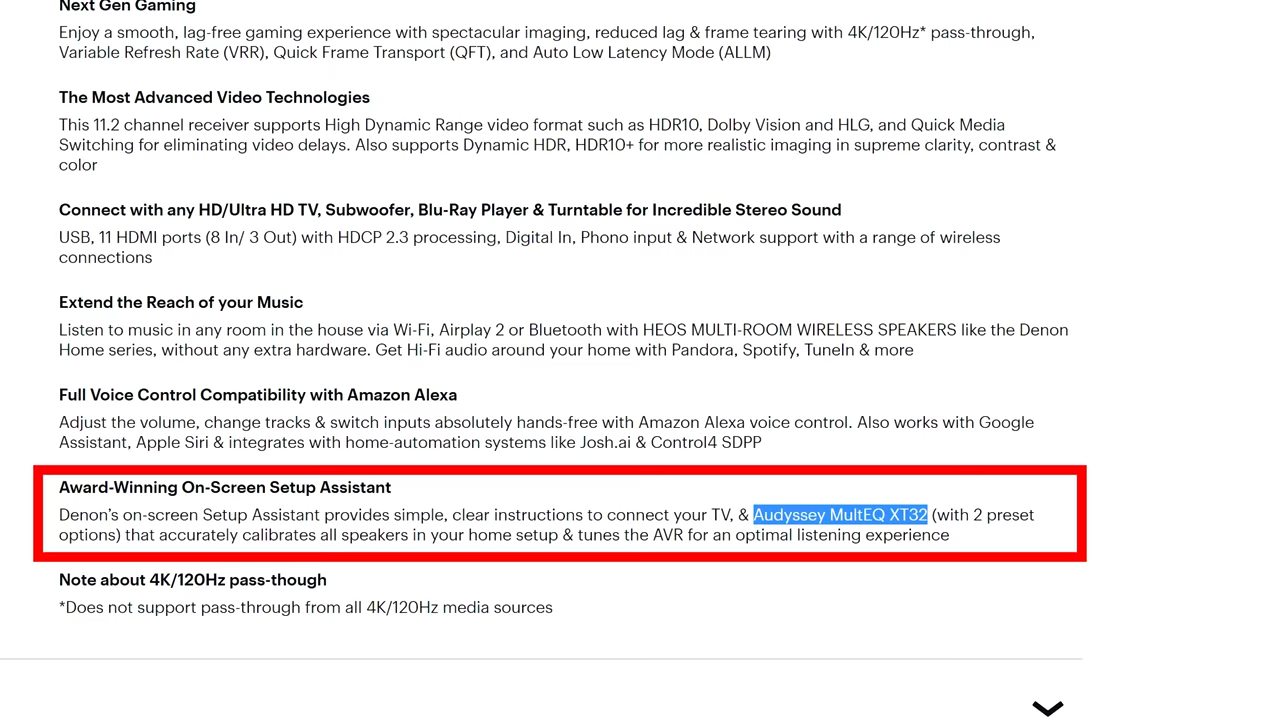 Next Gen Gaming
Enjoy a smooth, lag-free gaming experience with spectacular imaging, reduced lag & frame tearing with 4K/120Hz* pass-through,
Variable Refresh Rate (VRR), Quick Frame Transport (QFT), and Auto Low Latency Mode (ALLM)
The Most Advanced Video Technologies
This 11.2 channel receiver supports High Dynamic Range video format such as HDR10, Dolby Vision and HLG, and Quick Media
Switching for eliminating video delays. Also supports Dynamic HDR, HDR10+ for more realistic imaging in supreme clarity, contrast &
color
Connect with any HD/Ultra HD TV, Subwoofer, Blu-Ray Player & Turntable for Incredible Stereo Sound
USB, 11 HDMI ports (8 In/ 3 Out) with HDCP 2.3 processing, Digital In, Phono input & Network support with a range of wireless
connections
Extend the Reach of your Music
Listen to music in any room in the house via Wi-Fi, Airplay 2 or Bluetooth with HEOS MULTI-ROOM WIRELESS SPEAKERS like the Denon
Home series, without any extra hardware. Get Hi-Fi audio around your home with Pandora, Spotify, TuneIn & more
Full Voice Control Compatibility with Amazon Alexa
Adjust the volume, change tracks & switch inputs absolutely hands-free with Amazon Alexa voice control. Also works with Google
Assistant, Apple Siri & integrates with home-automation systems like Josh.ai & Control4 SDPP
Award-Winning On-Screen Setup Assistant
Denon’s on-screen Setup Assistant provides simple, clear instructions to connect your TV, & Audyssey MultEQ XT32 (with 2 preset
options) that accurately calibrates all speakers in your home setup & tunes the AVR for an optimal listening experience
Note about 4K/120Hz pass-though
*Does not support pass-through from all 4K/120Hz media sources